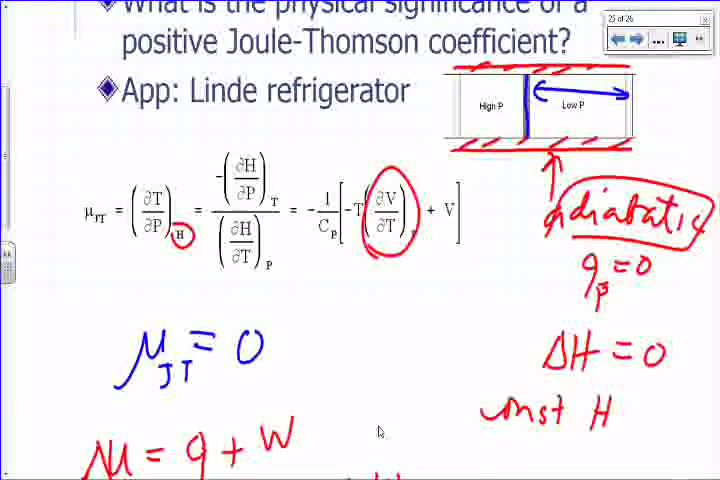 What is the physical significance of a
positive Joule-Thomson coefficient?
25 of 26
App: Linde refrigerator
High P
Low P
μ_JT = (∂T/∂P)_H = -(∂H/∂P)_T / (∂H/∂T)_P = -1/C_P [-T(∂V/∂T)_P + V]
adiabatic
q_p = 0
μ_JT = 0
ΔH = 0
const H
ΔU = q + W